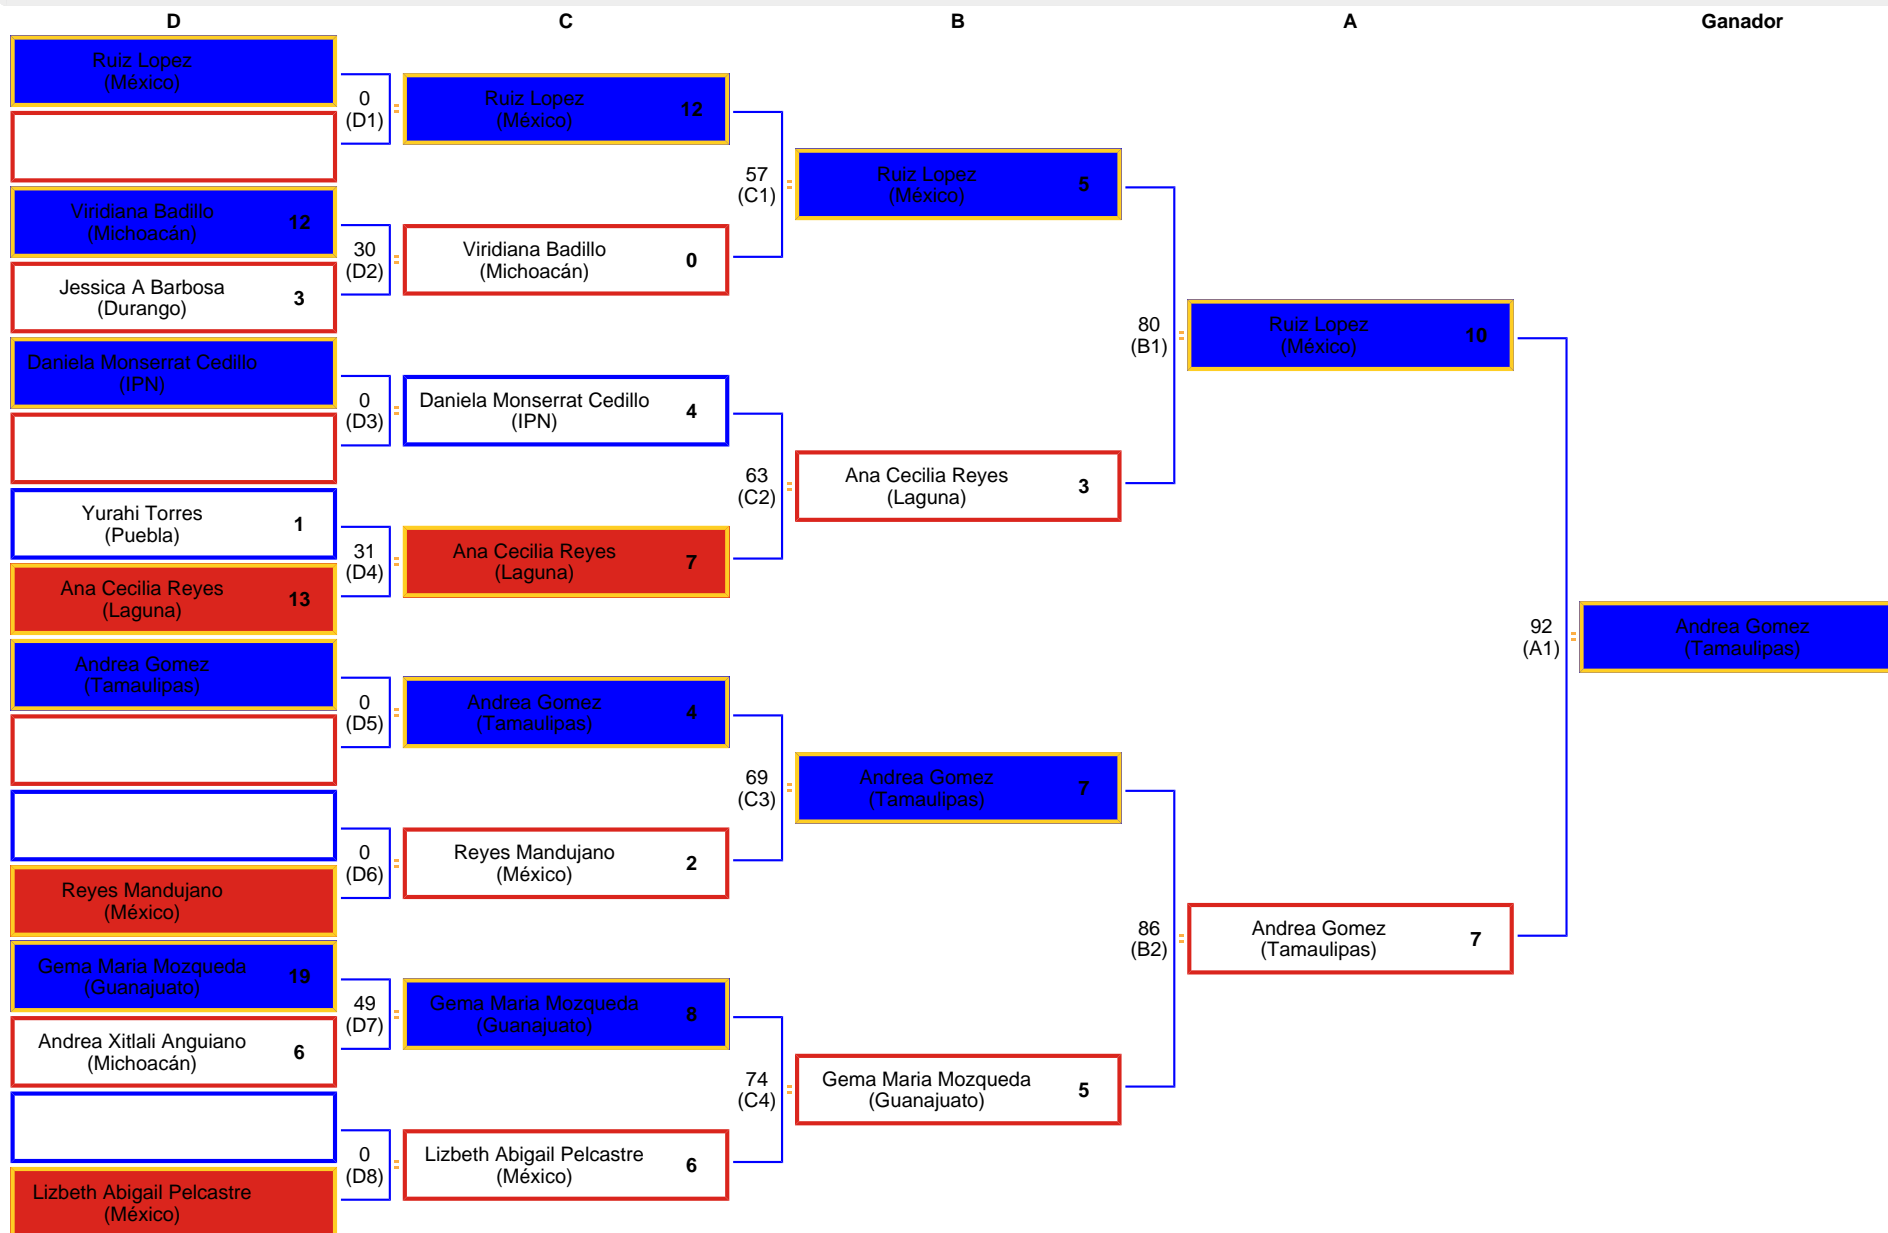 D
C
B
A
Ganador
Ruiz Lopez
(México)
0
(D1)
Viridiana Badillo
(Michoacán)
12
30
(D2)
Jessica A Barbosa
(Durango)
3
Daniela Monserrat Cedillo
(IPN)
0
(D3)
Yurahi Torres
(Puebla)
1
31
(D4)
Ana Cecilia Reyes
(Laguna)
13
Andrea Gomez
(Tamaulipas)
0
(D5)
0
(D6)
Reyes Mandujano
(México)
Gema Maria Mozqueda
(Guanajuato)
19
49
(D7)
Andrea Xitlali Anguiano
(Michoacán)
6
0
(D8)
Lizbeth Abigail Pelcastre
(México)
Ruiz Lopez
(México)
12
57
(C1)
Viridiana Badillo
(Michoacán)
0
Daniela Monserrat Cedillo
(IPN)
4
63
(C2)
Ana Cecilia Reyes
(Laguna)
7
Andrea Gomez
(Tamaulipas)
4
69
(C3)
Reyes Mandujano
(México)
2
Gema Maria Mozqueda
(Guanajuato)
8
74
(C4)
Lizbeth Abigail Pelcastre
(México)
6
Ruiz Lopez
(México)
5
80
(B1)
Ana Cecilia Reyes
(Laguna)
3
Andrea Gomez
(Tamaulipas)
7
86
(B2)
Gema Maria Mozqueda
(Guanajuato)
5
Ruiz Lopez
(México)
10
92
(A1)
Andrea Gomez
(Tamaulipas)
7
Andrea Gomez
(Tamaulipas)